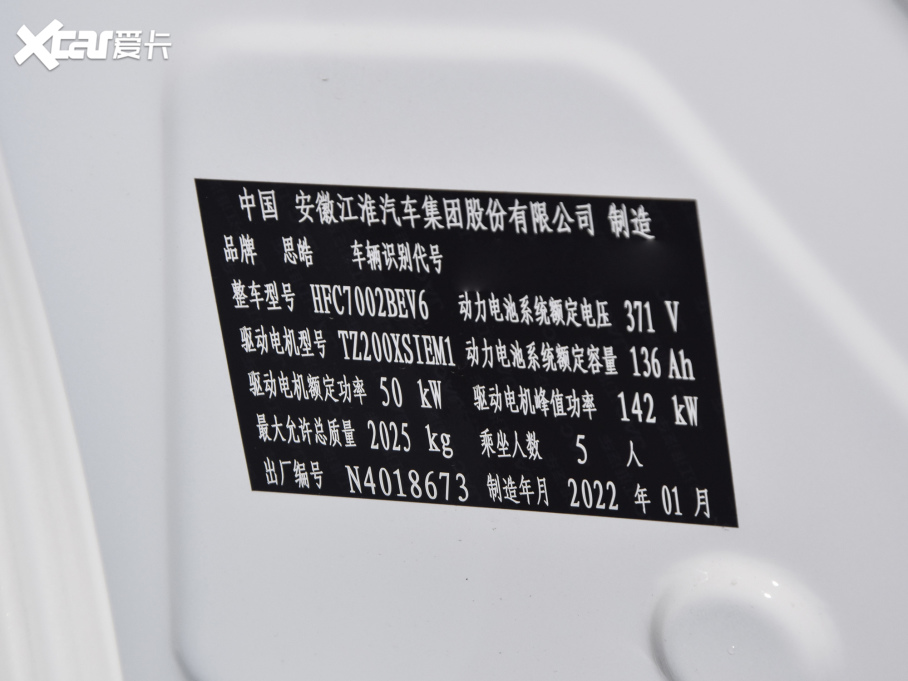 Xcar爱卡
中国 安徽江淮汽车集团股份有限公司 制造
品牌 思皓 车辆识别代号
整车型号 HFC7002BEV6 动力电池系统额定电压 371 V
驱动电机型号 TZ200XS1EM1 动力电池系统额定容量 136 Ah
驱动电机额定功率 50 kW 驱动电机峰值功率 142 kW
最大允许总质量 2025 kg 乘坐人数 5 人
出厂编号 N4018673 制造年月 2022 年 01 月